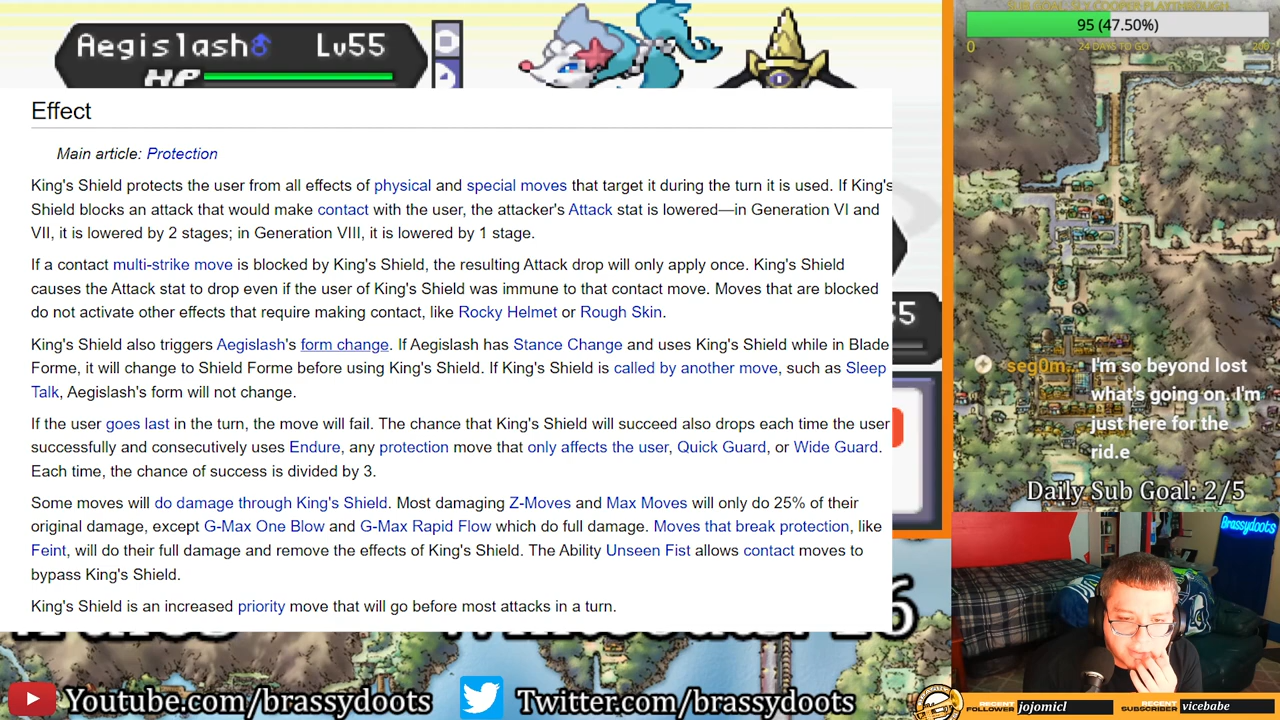 Aegislash♂ Lv55
HP
Effect
Main article: Protection
King's Shield protects the user from all effects of physical and special moves that target it during the turn it is used. If King's
Shield blocks an attack that would make contact with the user, the attacker's Attack stat is lowered—in Generation VI and
VII, it is lowered by 2 stages; in Generation VIII, it is lowered by 1 stage.
If a contact multi-strike move is blocked by King's Shield, the resulting Attack drop will only apply once. King's Shield
causes the Attack stat to drop even if the user of King's Shield was immune to that contact move. Moves that are blocked
do not activate other effects that require making contact, like Rocky Helmet or Rough Skin.
King's Shield also triggers Aegislash's form change. If Aegislash has Stance Change and uses King's Shield while in Blade
Forme, it will change to Shield Forme before using King's Shield. If King's Shield is called by another move, such as Sleep
Talk, Aegislash's form will not change.
If the user goes last in the turn, the move will fail. The chance that King's Shield will succeed also drops each time the user
successfully and consecutively uses Endure, any protection move that only affects the user, Quick Guard, or Wide Guard.
Each time, the chance of success is divided by 3.
Some moves will do damage through King's Shield. Most damaging Z-Moves and Max Moves will only do 25% of their
original damage, except G-Max One Blow and G-Max Rapid Flow which do full damage. Moves that break protection, like
Feint, will do their full damage and remove the effects of King's Shield. The Ability Unseen Fist allows contact moves to
bypass King's Shield.
King's Shield is an increased priority move that will go before most attacks in a turn.
Youtube.com/brassydoots
Twitter.com/brassydoots
95 (47.50%)
0 24 DAYS TO GO 200
seg0m... I'm so beyond lost
what's going on. I'm
just here for the
rid.e
Daily Sub Goal: 2/5
Brassydoots
RECENT FOLLOWER jojomicl
RECENT SUBSCRIBER vicebabe